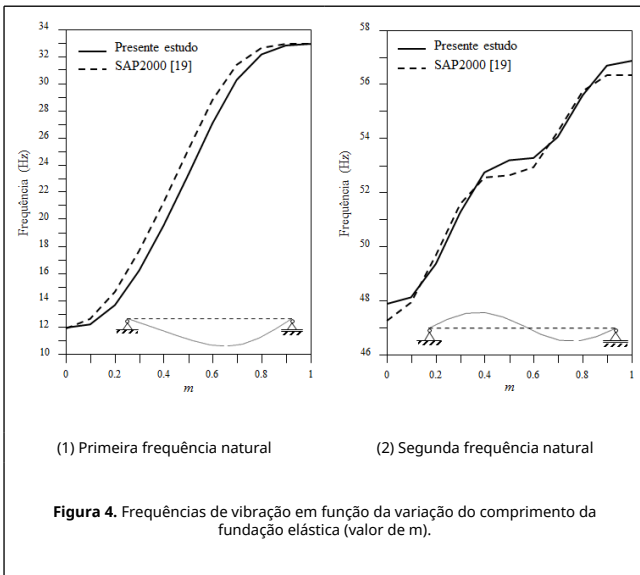 Presente estudo
SAP2000 [19]
Frequência (Hz)
34
32
30
28
26
24
22
20
18
16
14
12
10
0
0.2
0.4
0.6
0.8
1
m
Presente estudo
SAP2000 [19]
Frequência (Hz)
58
56
54
52
50
48
46
0
0.2
0.4
0.6
0.8
1
m
(1) Primeira frequência natural
(2) Segunda frequência natural
Figura 4. Frequências de vibração em função da variação do comprimento da
fundação elástica (valor de m).